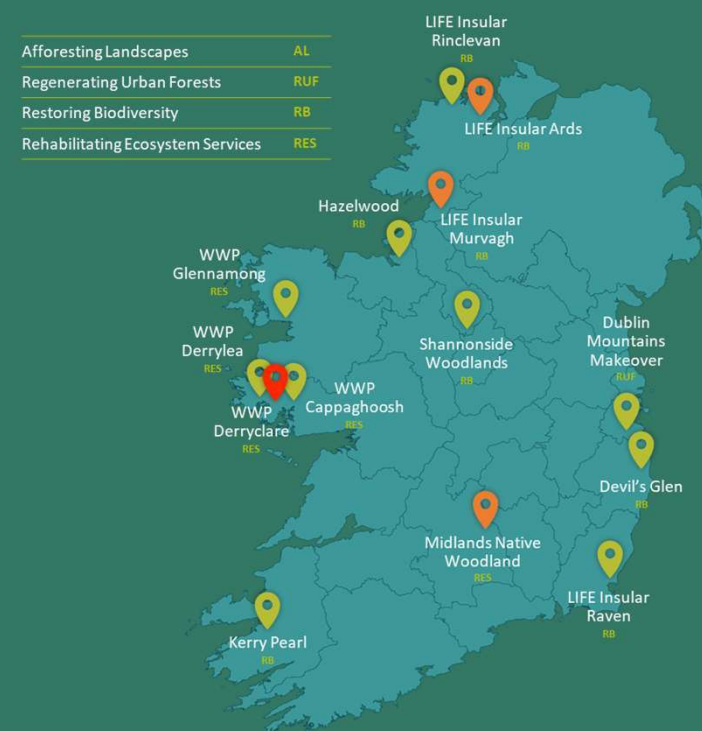 Afforesting Landscapes AL
Regenerating Urban Forests RUF
Restoring Biodiversity RB
Rehabilitating Ecosystem Services RES
LIFE Insular
Rinclevan
RB
LIFE Insular Ards
RB
Hazelwood
RB
LIFE Insular
Murvagh
RB
WWP
Glennamong
RES
Shannonside
Woodlands
RB
Dublin
Mountains
Makeover
RUF
WWP
Derrylea
RES
WWP
Cappaghoosh
RES
WWP
Derryclare
RES
Devil's Glen
RB
Midlands Native
Woodland
RES
LIFE Insular
Raven
RB
Kerry Pearl
RB